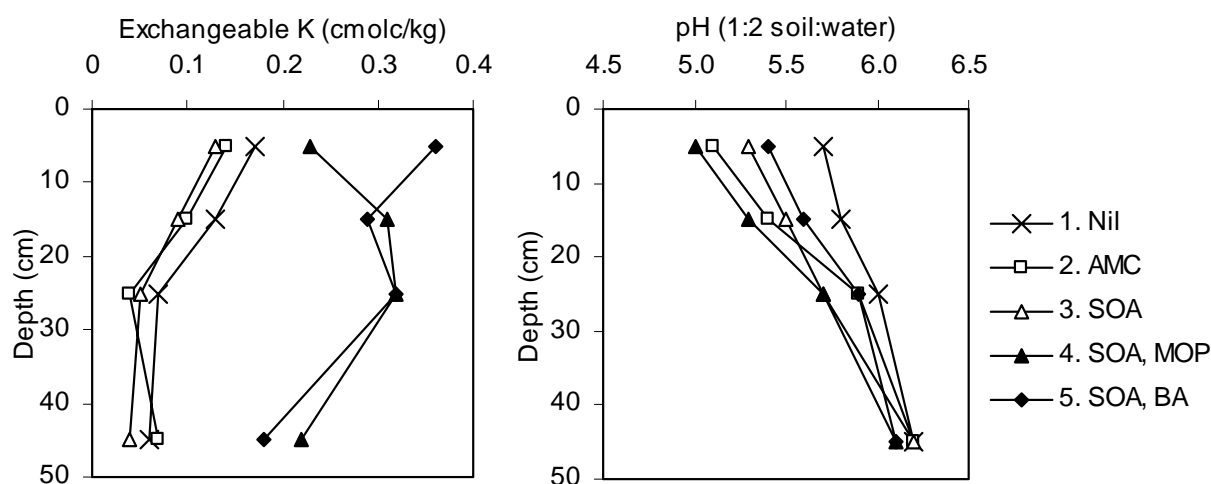 Exchangeable K (cmolc/kg)
0 0.1 0.2 0.3 0.4
0
10
20
30
40
50
Depth (cm)
pH (1:2 soil:water)
4.5 5.0 5.5 6.0 6.5
0
10
20
30
40
50
Depth (cm)
1. Nil
2. AMC
3. SOA
4. SOA, MOP
5. SOA, BA